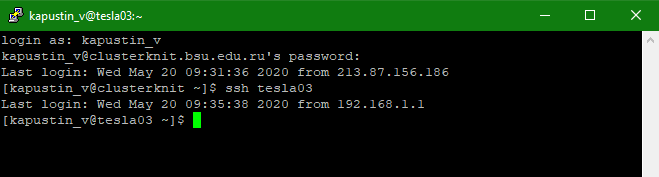 kapustin_v@tesla03:~
login as: kapustin_v
kapustin_v@clusterknit.bsu.edu.ru's password:
Last login: Wed May 20 09:31:36 2020 from 213.87.156.186
[kapustin_v@clusterknit ~]$ ssh tesla03
Last login: Wed May 20 09:35:38 2020 from 192.168.1.1
[kapustin_v@tesla03 ~]$